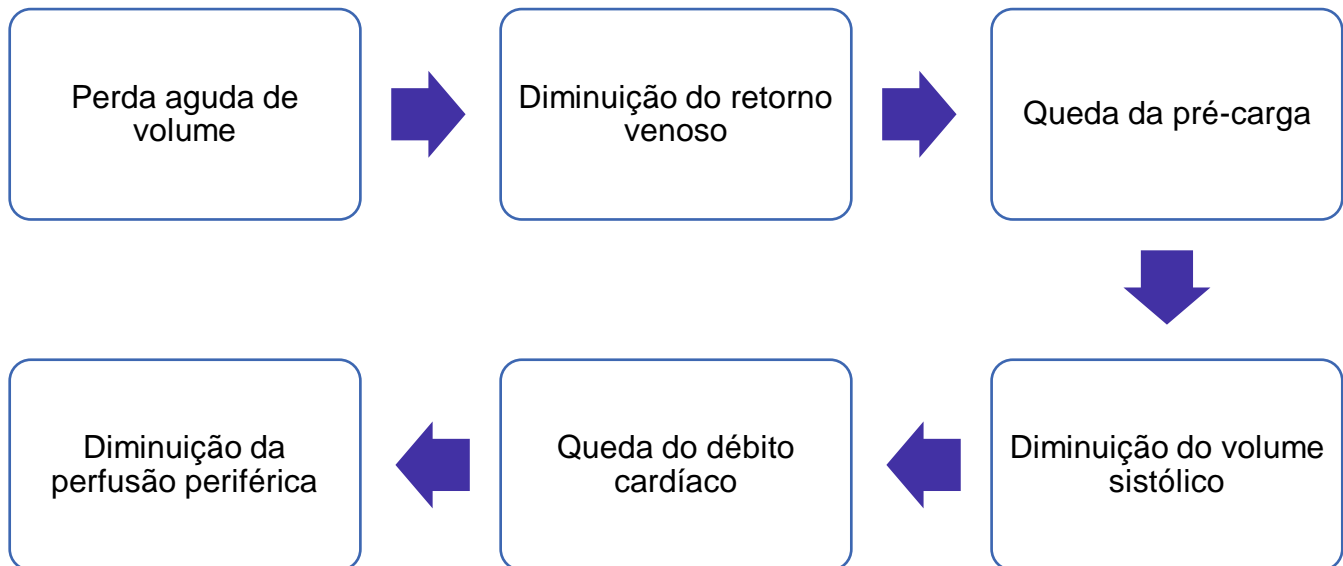 Perda aguda de
volume
Diminuição do retorno
venoso
Queda da pré-carga
Diminuição do volume
sistólico
Queda do débito
cardíaco
Diminuição da
perfusão periférica